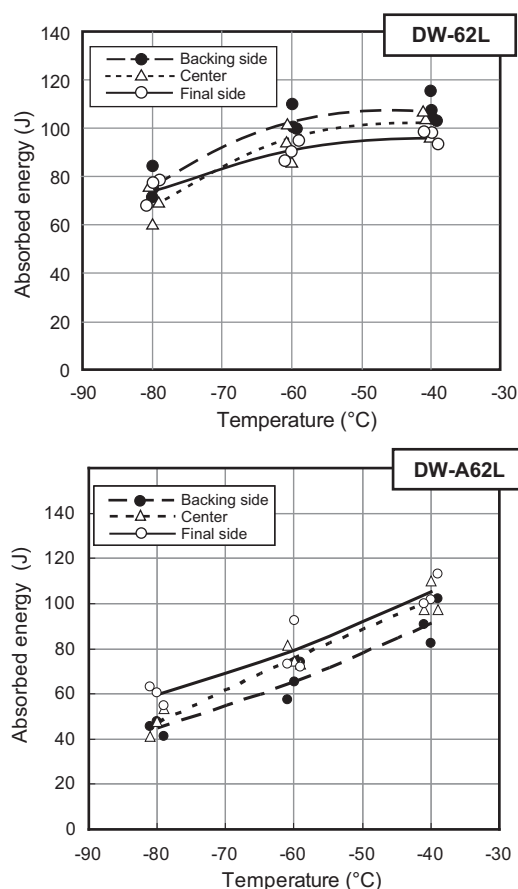 DW-62L
140
120
100
80
60
40
20
0
Absorbed energy (J)
Backing side
Center
Final side
-90 -80 -70 -60 -50 -40 -30
Temperature (°C)
DW-A62L
140
120
100
80
60
40
20
0
Absorbed energy (J)
Backing side
Center
Final side
-90 -80 -70 -60 -50 -40 -30
Temperature (°C)